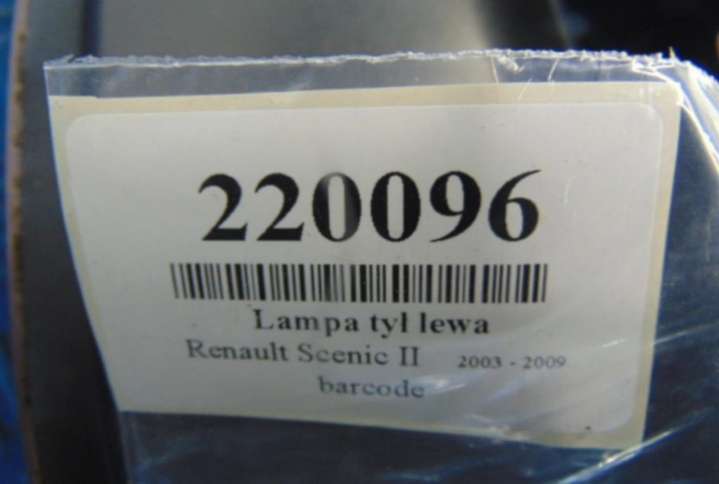 220096
Lampa tył lewa
Renault Scenic II 2003 - 2009
barcode